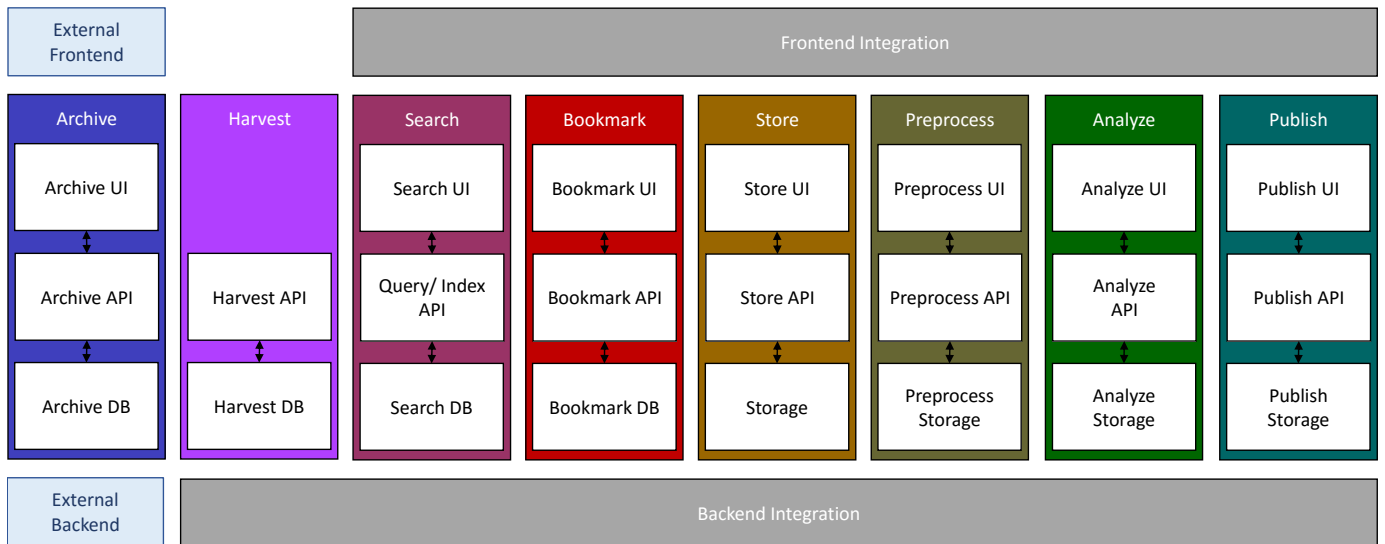 External
Frontend
Frontend Integration
Archive
Harvest
Search
Bookmark
Store
Preprocess
Analyze
Publish
Archive UI
Search UI
Bookmark UI
Store UI
Preprocess UI
Analyze UI
Publish UI
Archive API
Harvest API
Query/ Index
API
Bookmark API
Store API
Preprocess API
Analyze
API
Publish API
Archive DB
Harvest DB
Search DB
Bookmark DB
Storage
Preprocess
Storage
Analyze
Storage
Publish
Storage
External
Backend
Backend Integration